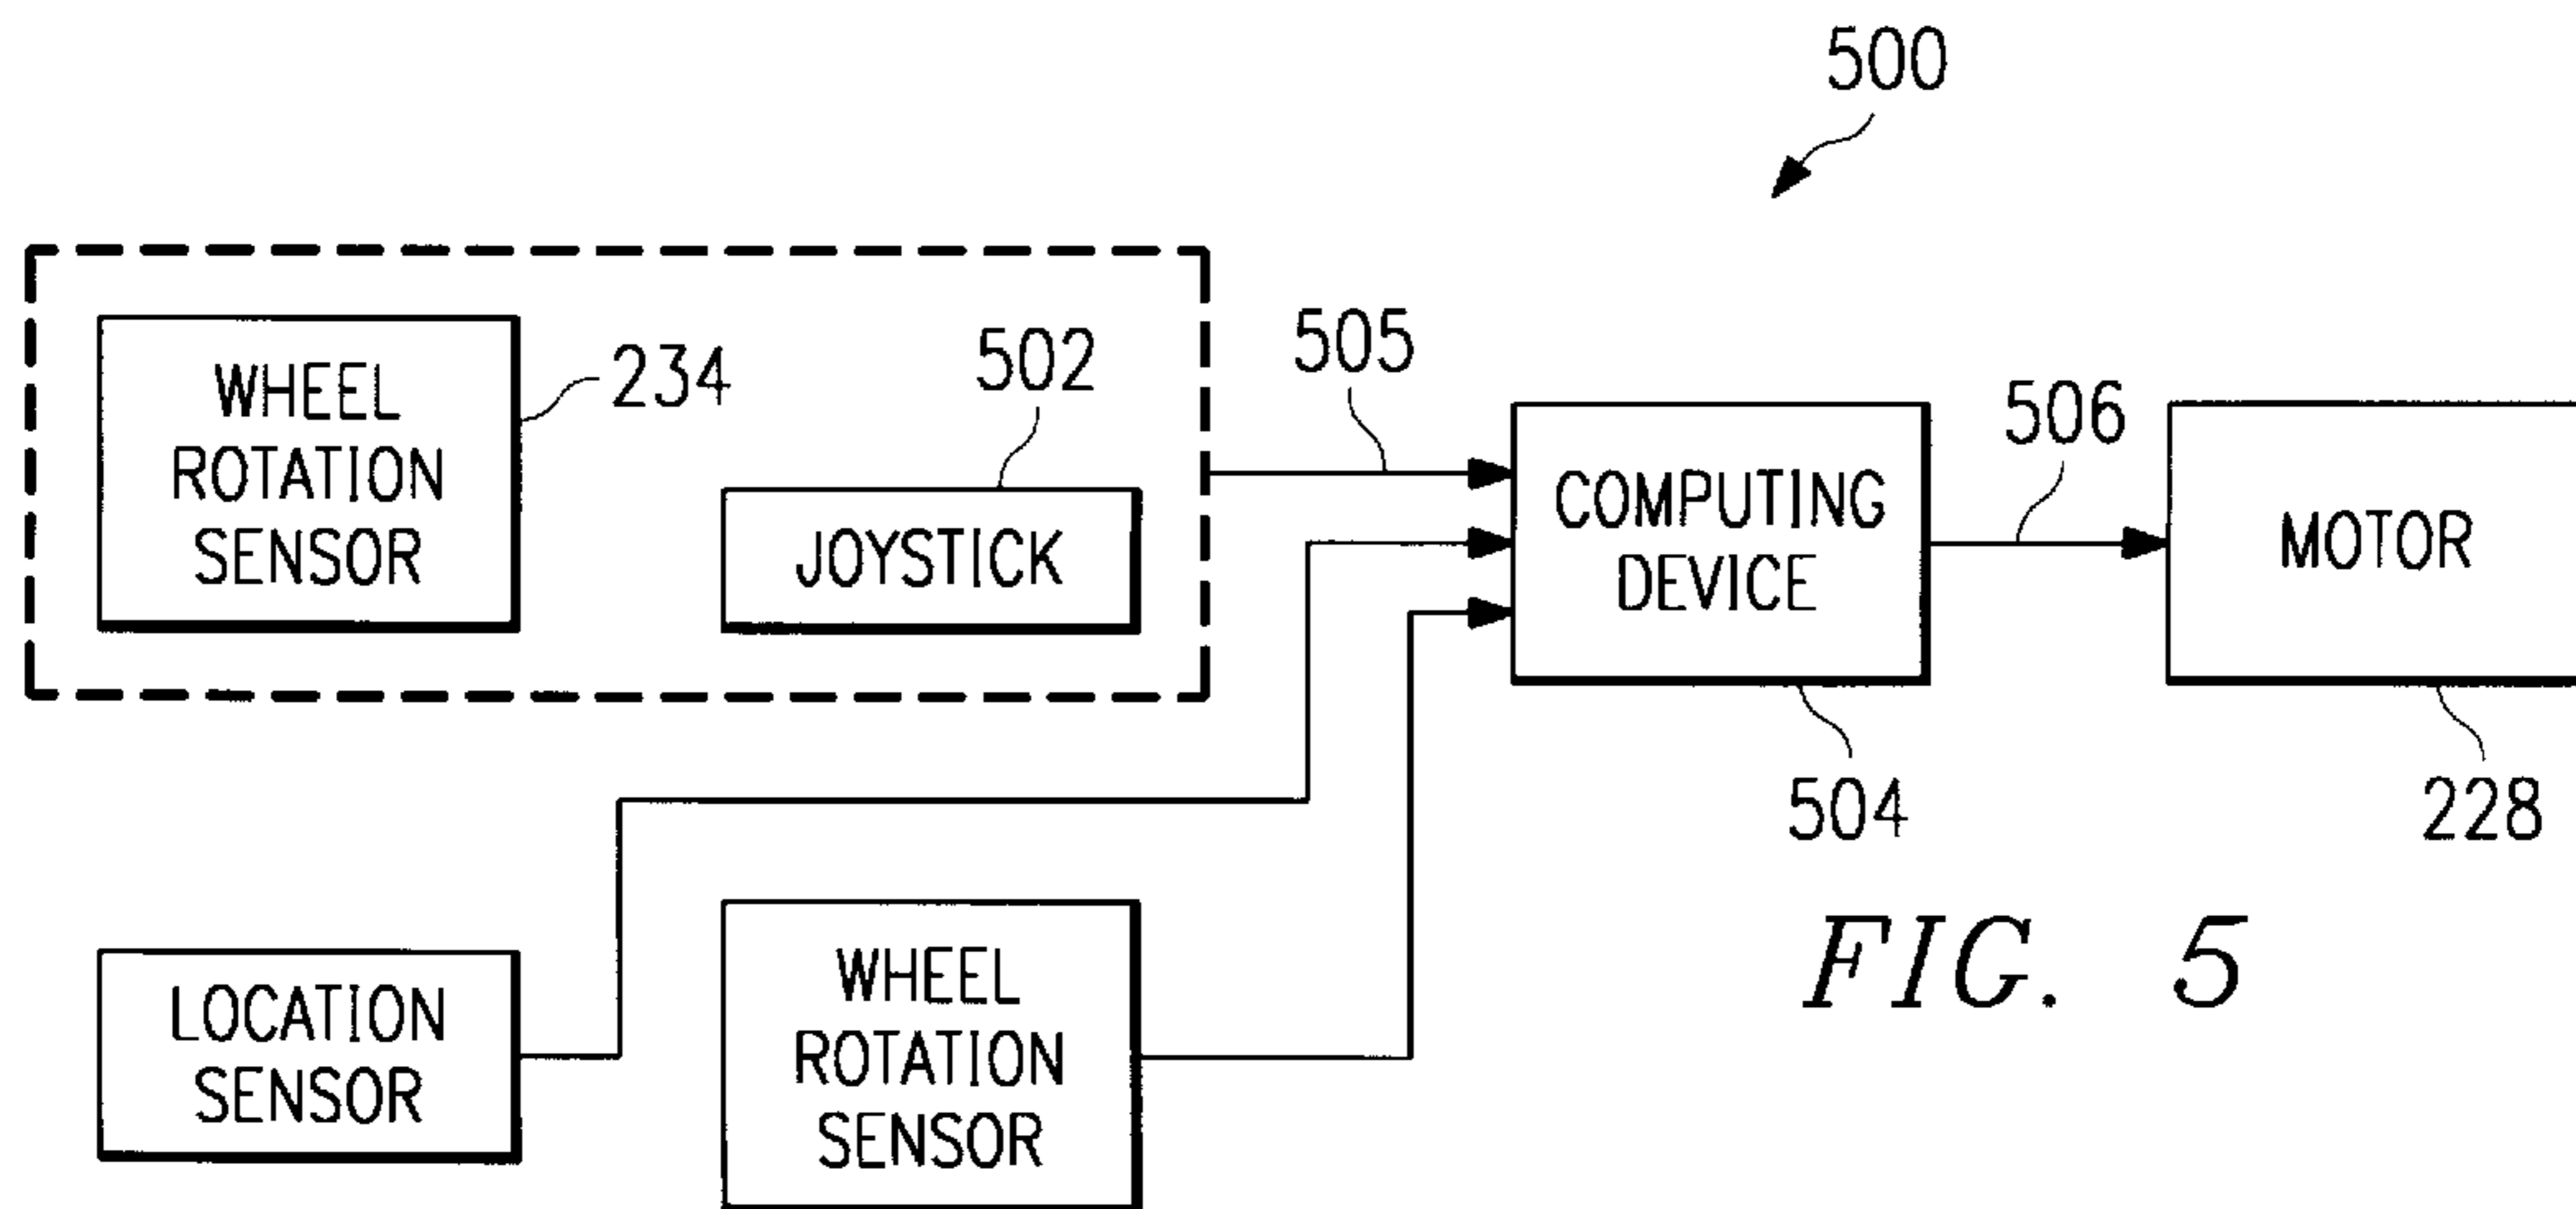 500
WHEEL
ROTATION
SENSOR
234
502
JOYSTICK
505
COMPUTING
DEVICE
504
506
MOTOR
228
LOCATION
SENSOR
WHEEL
ROTATION
SENSOR
FIG. 5